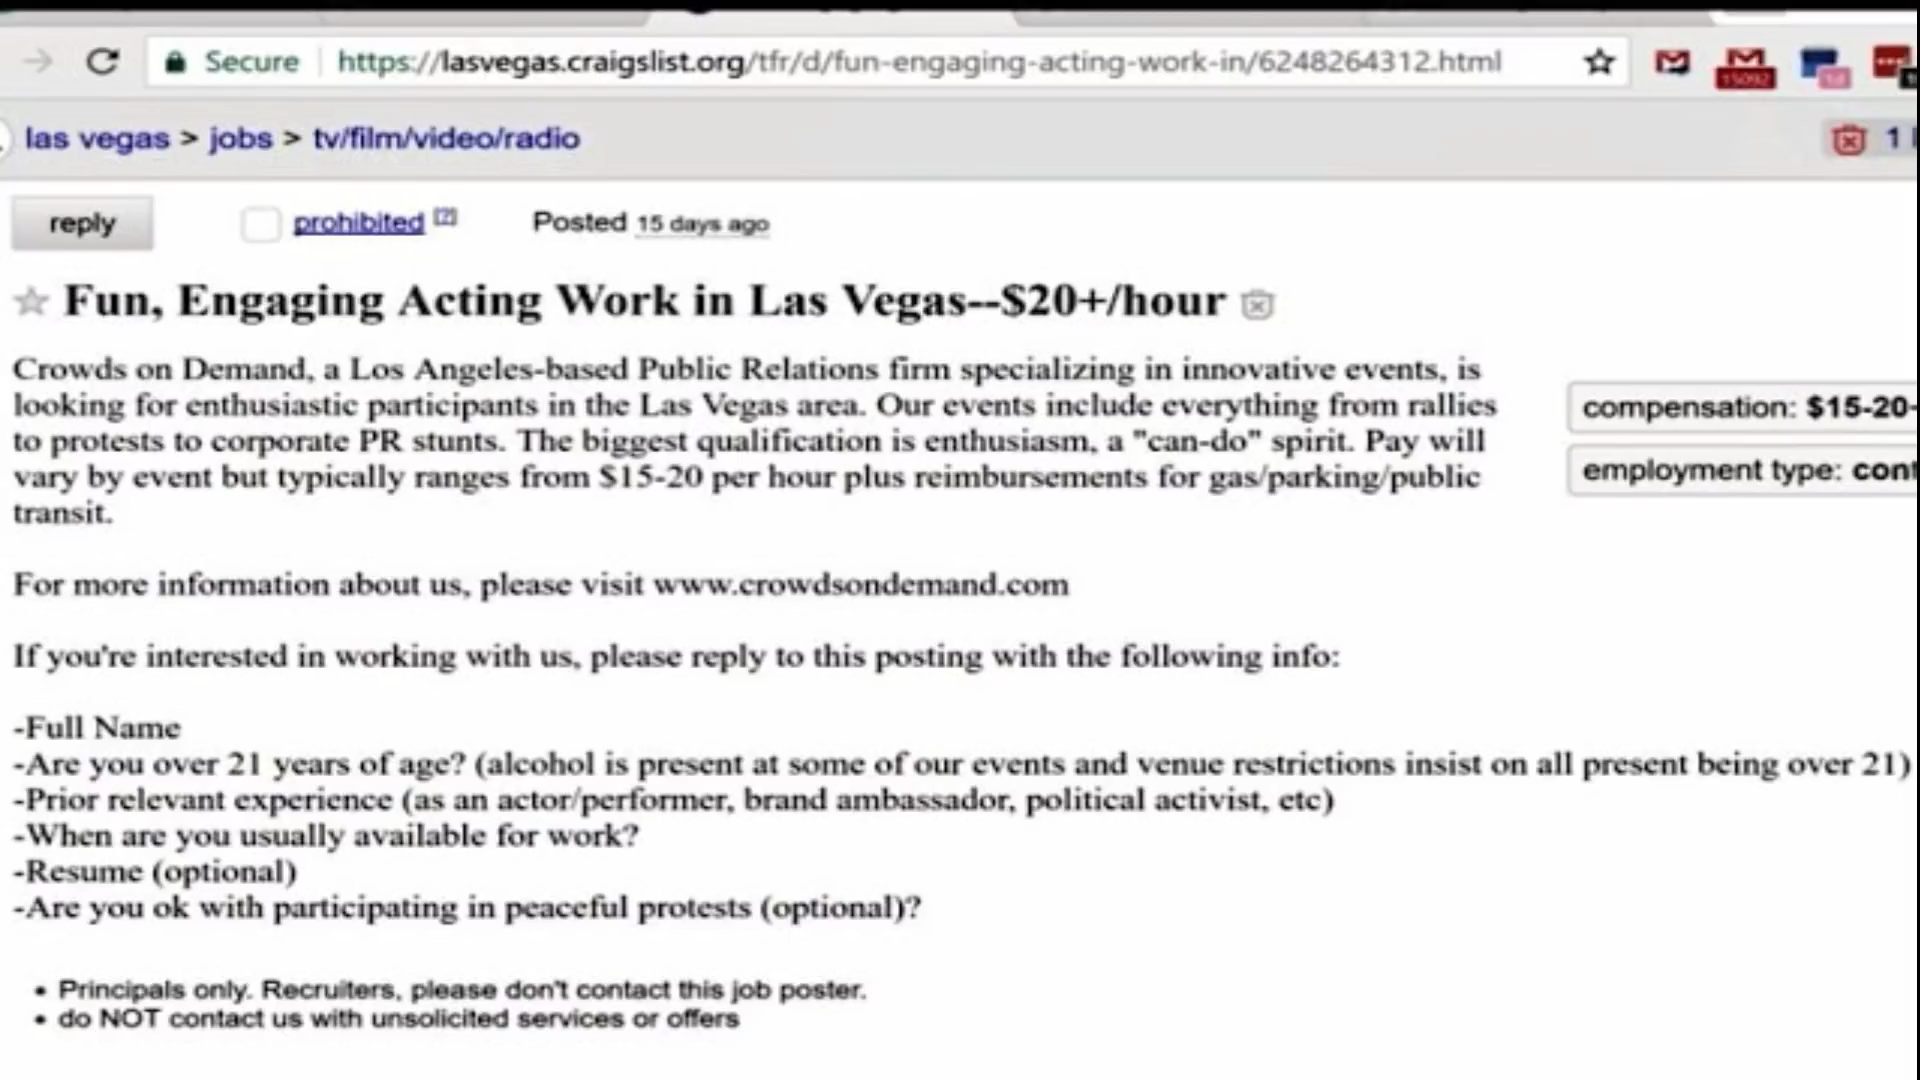 Secure https://lasvegas.craigslist.org/tfr/d/fun-engaging-acting-work-in/6248264312.html
15092
1d
las vegas > jobs > tv/film/video/radio
1
reply
prohibited [?]
Posted 15 days ago
Fun, Engaging Acting Work in Las Vegas--$20+/hour
Crowds on Demand, a Los Angeles-based Public Relations firm specializing in innovative events, is
looking for enthusiastic participants in the Las Vegas area. Our events include everything from rallies
to protests to corporate PR stunts. The biggest qualification is enthusiasm, a "can-do" spirit. Pay will
vary by event but typically ranges from $15-20 per hour plus reimbursements for gas/parking/public
transit.
compensation: $15-20-
employment type: cont
For more information about us, please visit www.crowdsondemand.com
If you're interested in working with us, please reply to this posting with the following info:
-Full Name
-Are you over 21 years of age? (alcohol is present at some of our events and venue restrictions insist on all present being over 21)
-Prior relevant experience (as an actor/performer, brand ambassador, political activist, etc)
-When are you usually available for work?
-Resume (optional)
-Are you ok with participating in peaceful protests (optional)?
• Principals only. Recruiters, please don't contact this job poster.
• do NOT contact us with unsolicited services or offers